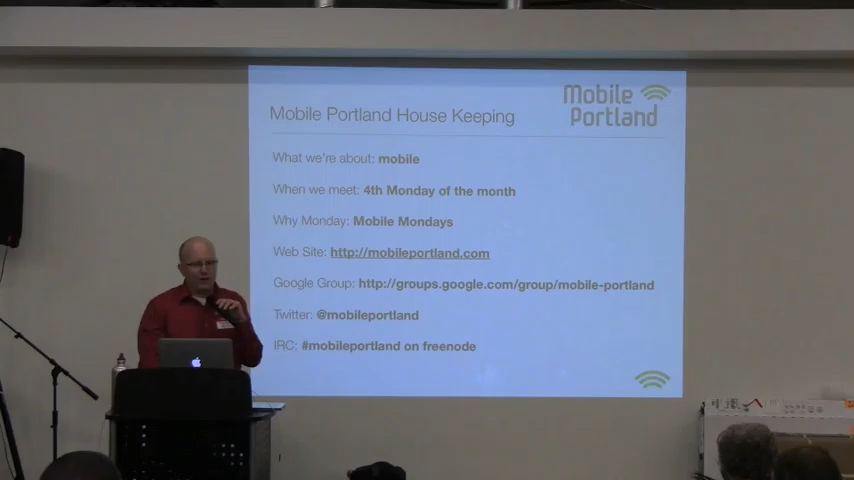 Mobile Portland House Keeping
Mobile
Portland
What we're about: mobile
When we meet: 4th Monday of the month
Why Monday: Mobile Mondays
Web Site: http://mobileportland.com
Google Group: http://groups.google.com/group/mobile-portland
Twitter: @mobileportland
IRC: #mobileportland on freenode